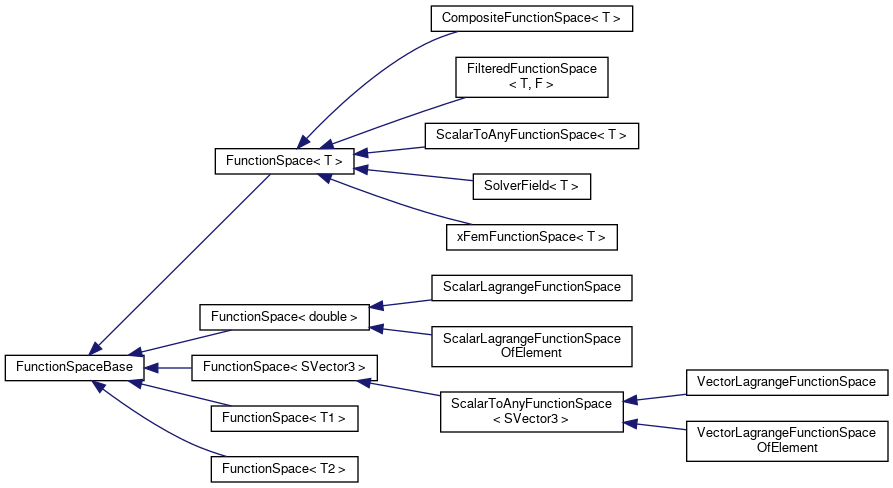 CompositeFunctionSpace< T >
FilteredFunctionSpace
< T, F >
ScalarToAnyFunctionSpace< T >
FunctionSpace< T >
SolverField< T >
xFemFunctionSpace< T >
ScalarLagrangeFunctionSpace
FunctionSpace< double >
ScalarLagrangeFunctionSpace
OfElement
FunctionSpaceBase
FunctionSpace< SVector3 >
VectorLagrangeFunctionSpace
ScalarToAnyFunctionSpace
< SVector3 >
FunctionSpace< T1 >
VectorLagrangeFunctionSpace
OfElement
FunctionSpace< T2 >